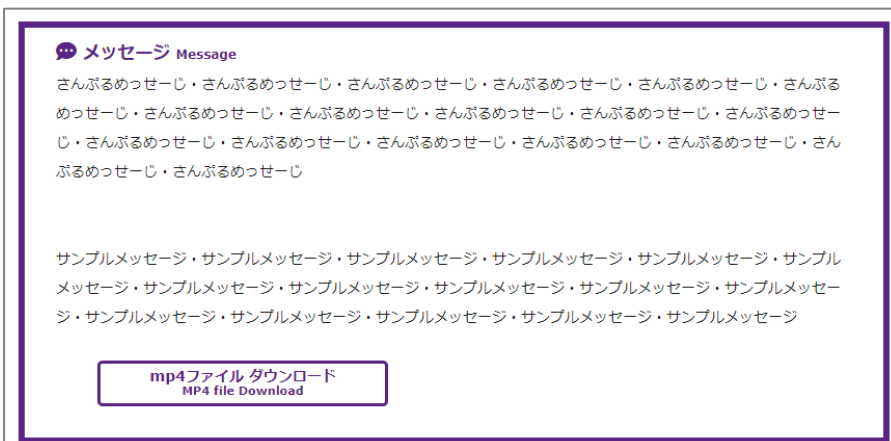 メッセージ Message
さんぷるめっせーじ・さんぷるめっせーじ・さんぷるめっせーじ・さんぷるめっせーじ・さんぷるめっせーじ・さんぷる
めっせーじ・さんぷるめっせーじ・さんぷるめっせーじ・さんぷるめっせーじ・さんぷるめっせーじ・さんぷるめっせー
じ・さんぷるめっせーじ・さんぷるめっせーじ・さんぷるめっせーじ・さんぷるめっせーじ・さんぷるめっせーじ・さん
ぷるめっせーじ・さんぷるめっせーじ
サンプルメッセージ・サンプルメッセージ・サンプルメッセージ・サンプルメッセージ・サンプルメッセージ・サンプル
メッセージ・サンプルメッセージ・サンプルメッセージ・サンプルメッセージ・サンプルメッセージ・サンプルメッセー
ジ・サンプルメッセージ・サンプルメッセージ・サンプルメッセージ・サンプルメッセージ・サンプルメッセージ
mp4ファイル ダウンロード
MP4 file Download